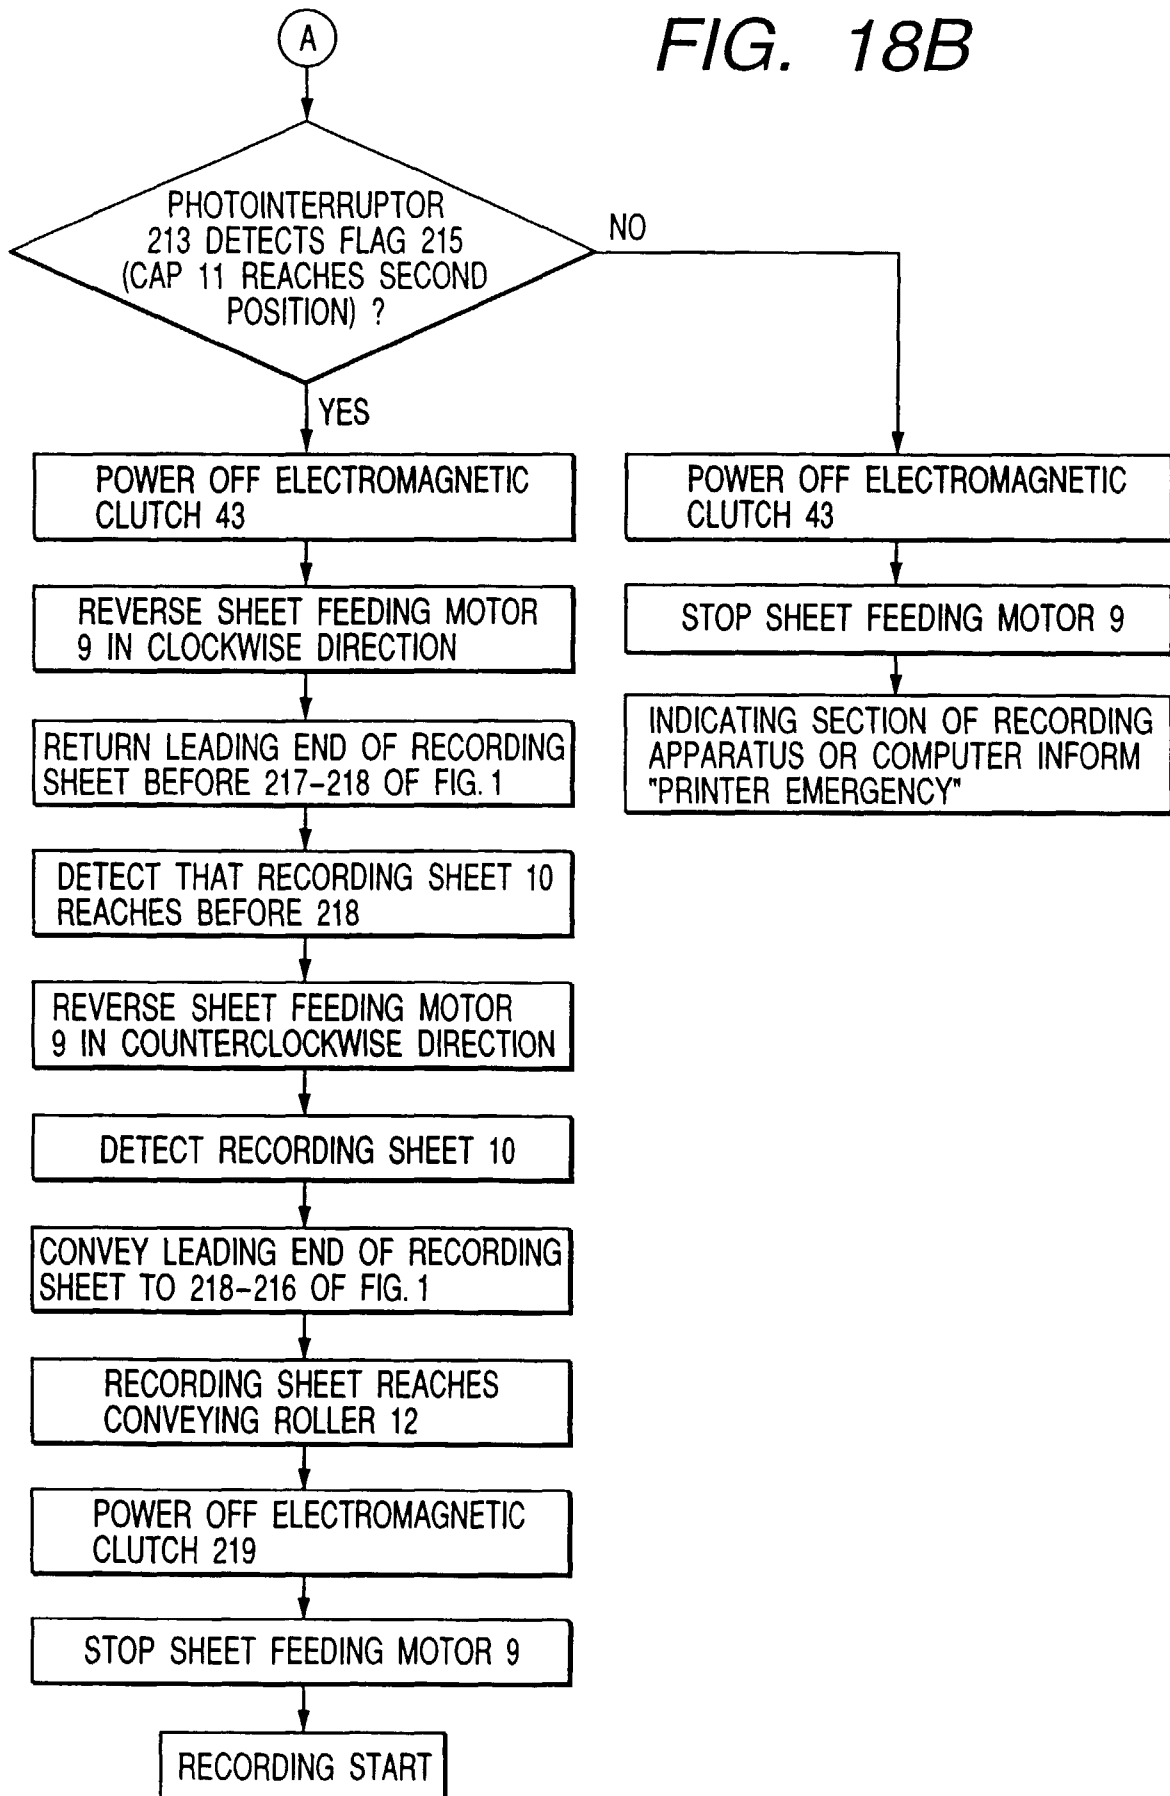 FIG. 18B
A
PHOTOINTERRUPTOR
213 DETECTS FLAG 215
(CAP 11 REACHES SECOND
POSITION) ?
NO
YES
POWER OFF ELECTROMAGNETIC
CLUTCH 43
REVERSE SHEET FEEDING MOTOR
9 IN CLOCKWISE DIRECTION
RETURN LEADING END OF RECORDING
SHEET BEFORE 217-218 OF FIG. 1
DETECT THAT RECORDING SHEET 10
REACHES BEFORE 218
REVERSE SHEET FEEDING MOTOR
9 IN COUNTERCLOCKWISE DIRECTION
DETECT RECORDING SHEET 10
CONVEY LEADING END OF RECORDING
SHEET TO 218-216 OF FIG. 1
RECORDING SHEET REACHES
CONVEYING ROLLER 12
POWER OFF ELECTROMAGNETIC
CLUTCH 219
STOP SHEET FEEDING MOTOR 9
RECORDING START
POWER OFF ELECTROMAGNETIC
CLUTCH 43
STOP SHEET FEEDING MOTOR 9
INDICATING SECTION OF RECORDING
APPARATUS OR COMPUTER INFORM
"PRINTER EMERGENCY"